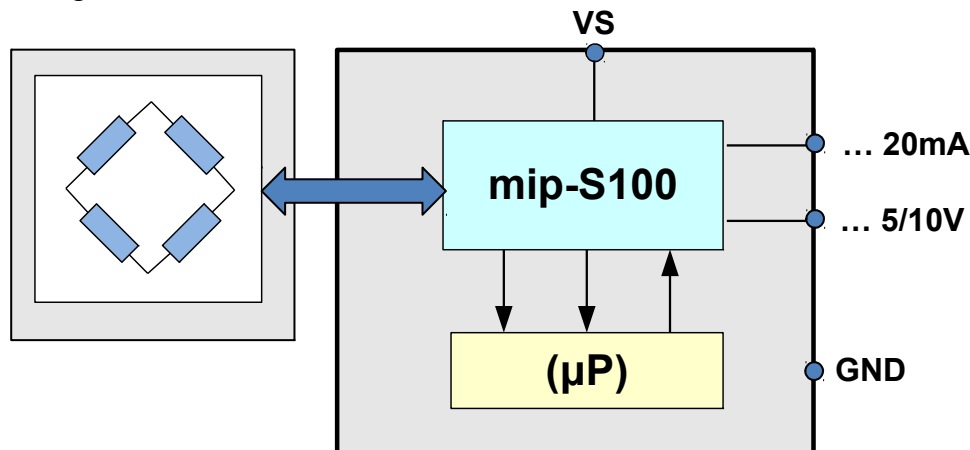 VS
mip-S100
… 20mA
… 5/10V
(µP)
GND